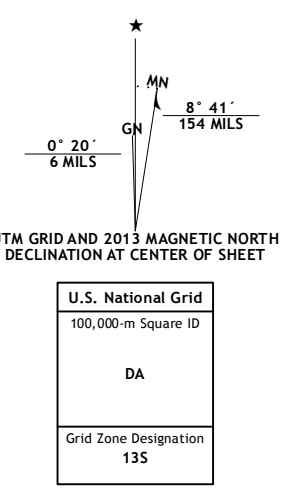 ★
MN
8° 41´
154 MILS
GN
0° 20´
6 MILS
UTM GRID AND 2013 MAGNETIC NORTH
DECLINATION AT CENTER OF SHEET
U.S. National Grid
100,000-m Square ID
DA
Grid Zone Designation
13S